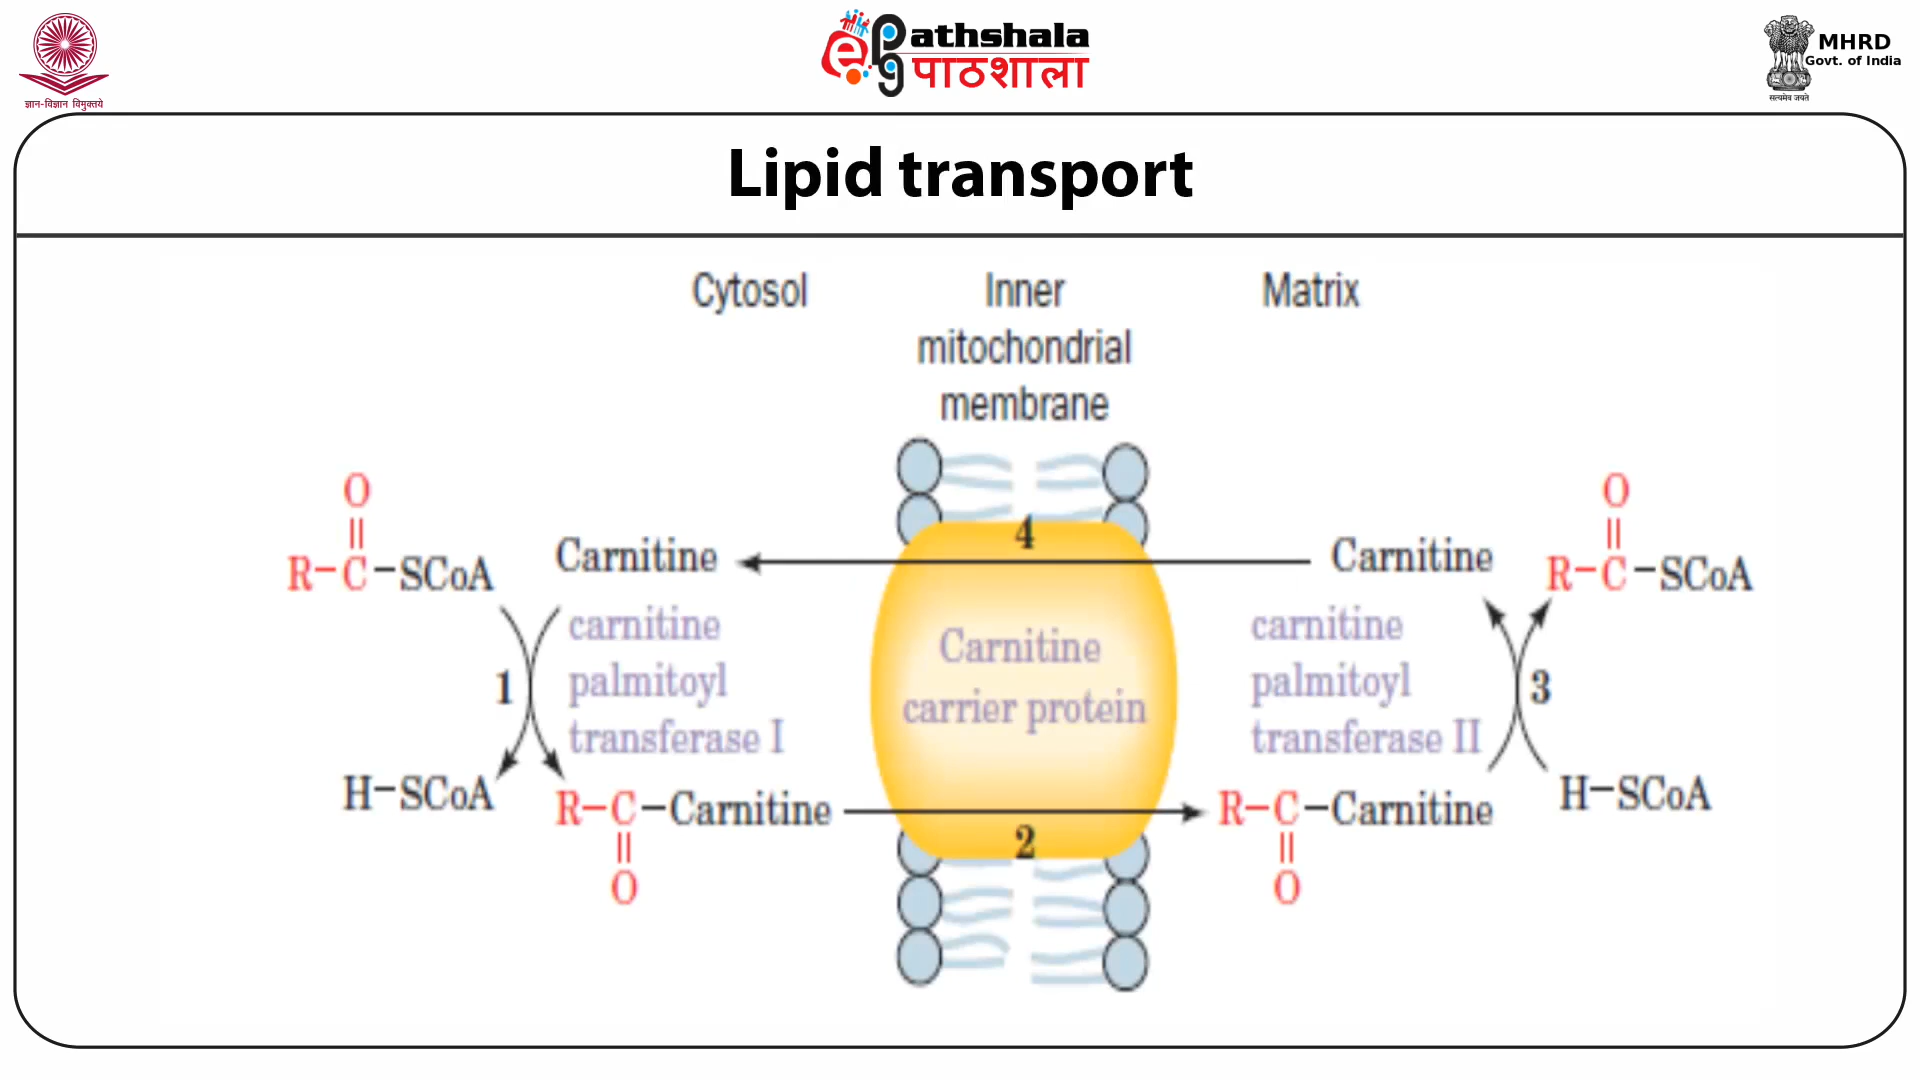 ज्ञान-विज्ञान विमुक्तये
ePathshala
पाठशाला
MHRD
Govt. of India
सत्यमेव जयते
Lipid transport
Cytosol
Inner
mitochondrial
membrane
Matrix
O
R–C–SCoA
Carnitine
4
Carnitine
O
R–C–SCoA
carnitine
palmitoyl
transferase I
1
Carnitine
carrier protein
carnitine
palmitoyl
transferase II
3
H–SCoA
R–C–Carnitine
O
2
R–C–Carnitine
O
H–SCoA